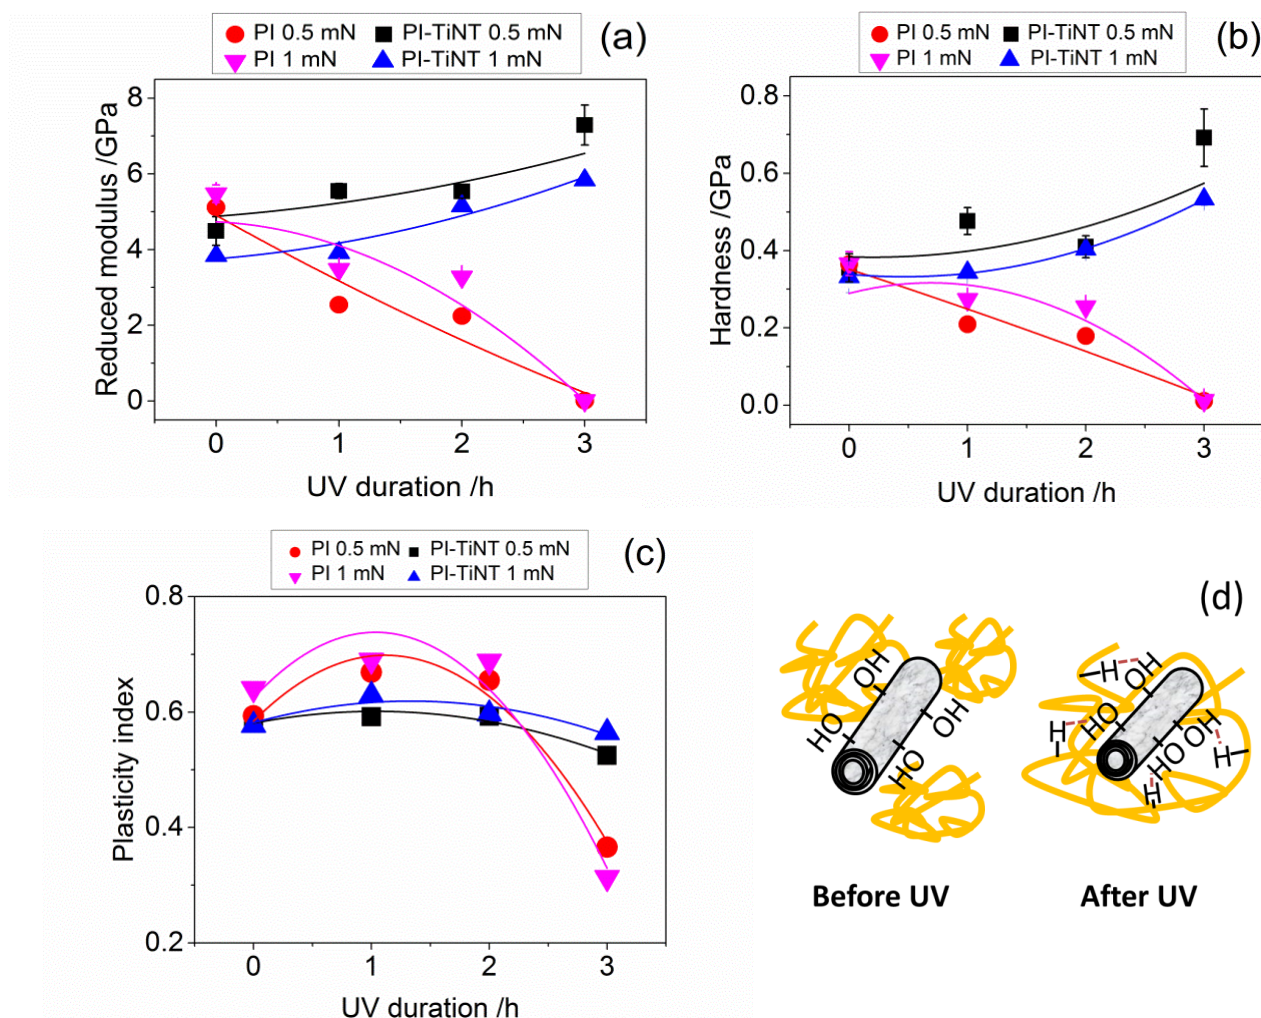 PI 0.5 mN PI-TiNT 0.5 mN
PI 1 mN PI-TiNT 1 mN
(a)
8
6
4
2
0
Reduced modulus /GPa
0 1 2 3
UV duration /h
PI 0.5 mN PI-TiNT 0.5 mN
PI 1 mN PI-TiNT 1 mN
(b)
0.8
0.6
0.4
0.2
0.0
Hardness /GPa
0 1 2 3
UV duration /h
PI 0.5 mN PI-TiNT 0.5 mN
PI 1 mN PI-TiNT 1 mN
(c)
0.8
0.6
0.4
0.2
Plasticity index
0 1 2 3
UV duration /h
(d)
OH
HO
OH
HO
Before UV
H
OH
H
HO
OH
HO
H
H
After UV